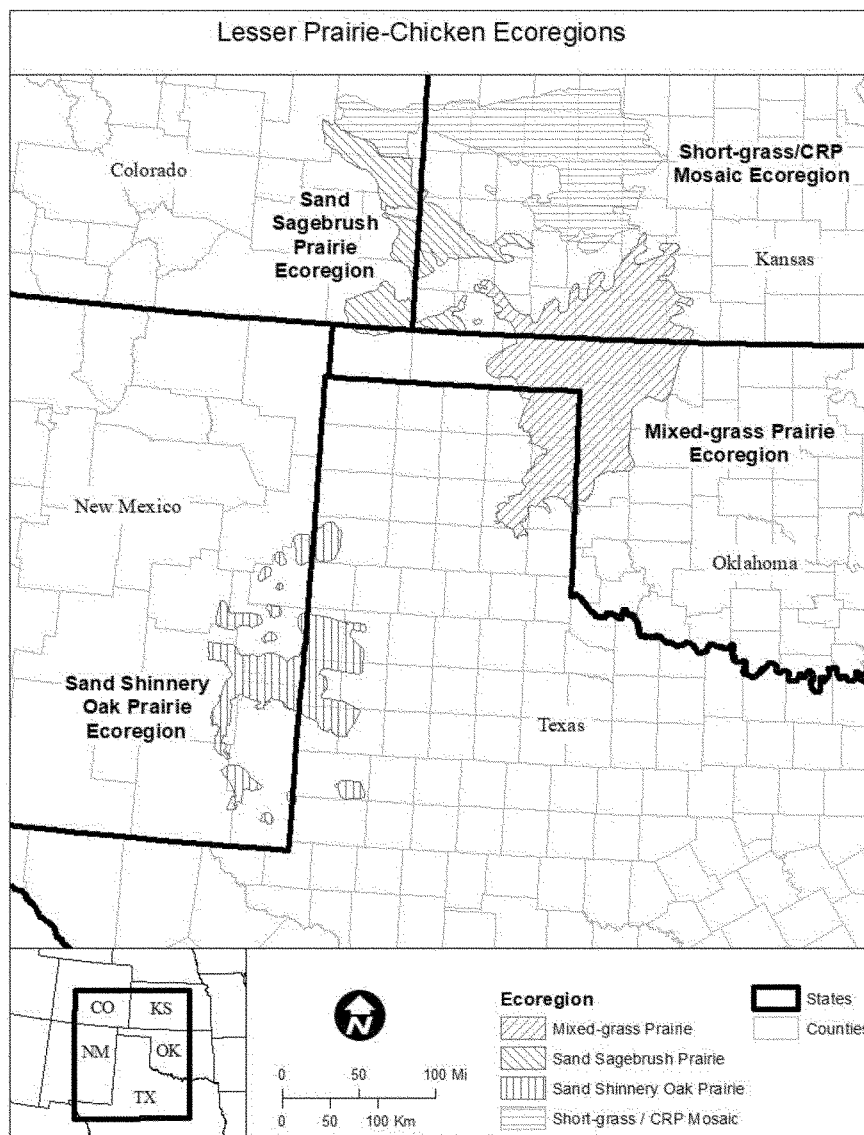 Lesser Prairie-Chicken Ecoregions
Colorado
Sand
Sagebrush
Prairie
Ecoregion
Short-grass/CRP
Mosaic Ecoregion
Kansas
Mixed-grass Prairie
Ecoregion
New Mexico
Oklahoma
Sand Shinnery
Oak Prairie
Ecoregion
Texas
CO
KS
NM
OK
TX
N
0 50 100 Mi
0 50 100 Km
Ecoregion
Mixed-grass Prairie
Sand Sagebrush Prairie
Sand Shinnery Oak Prairie
Short-grass / CRP Mosaic
States
Counties